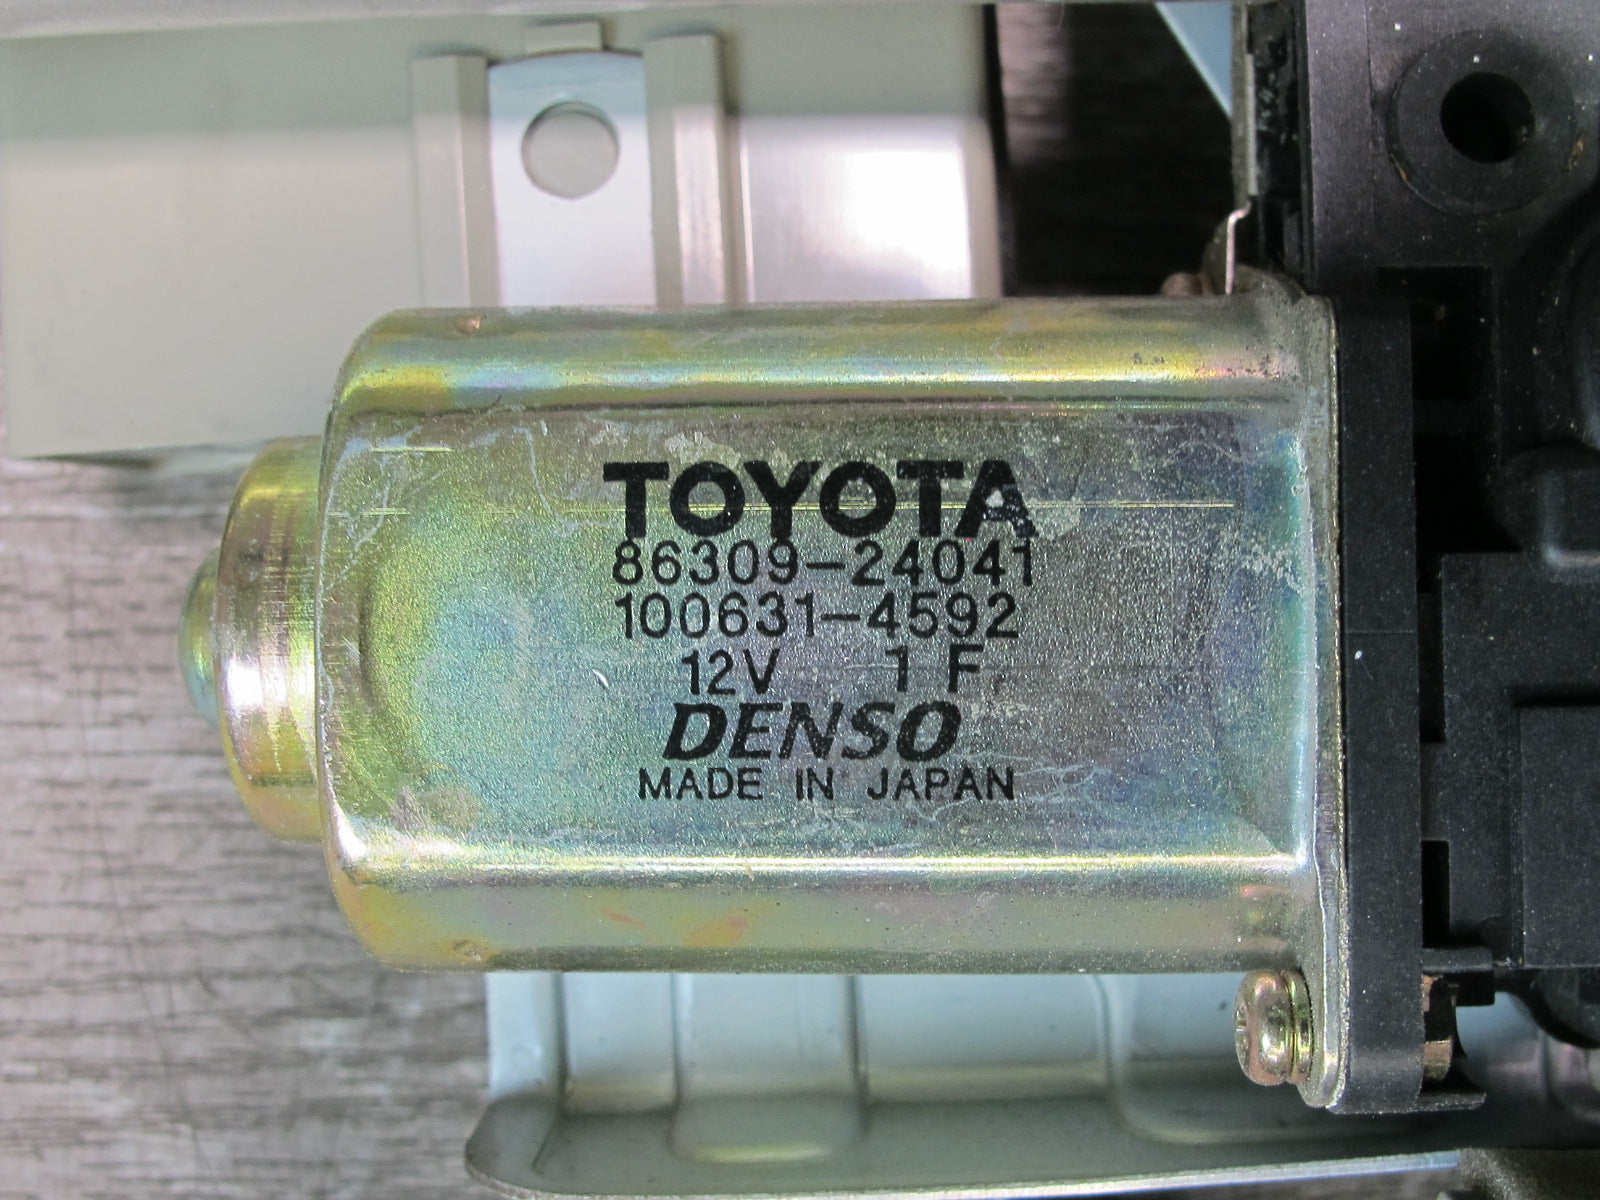 TOYOTA
86309-24041
100631-4592
12V 1 F
DENSO
MADE IN JAPAN